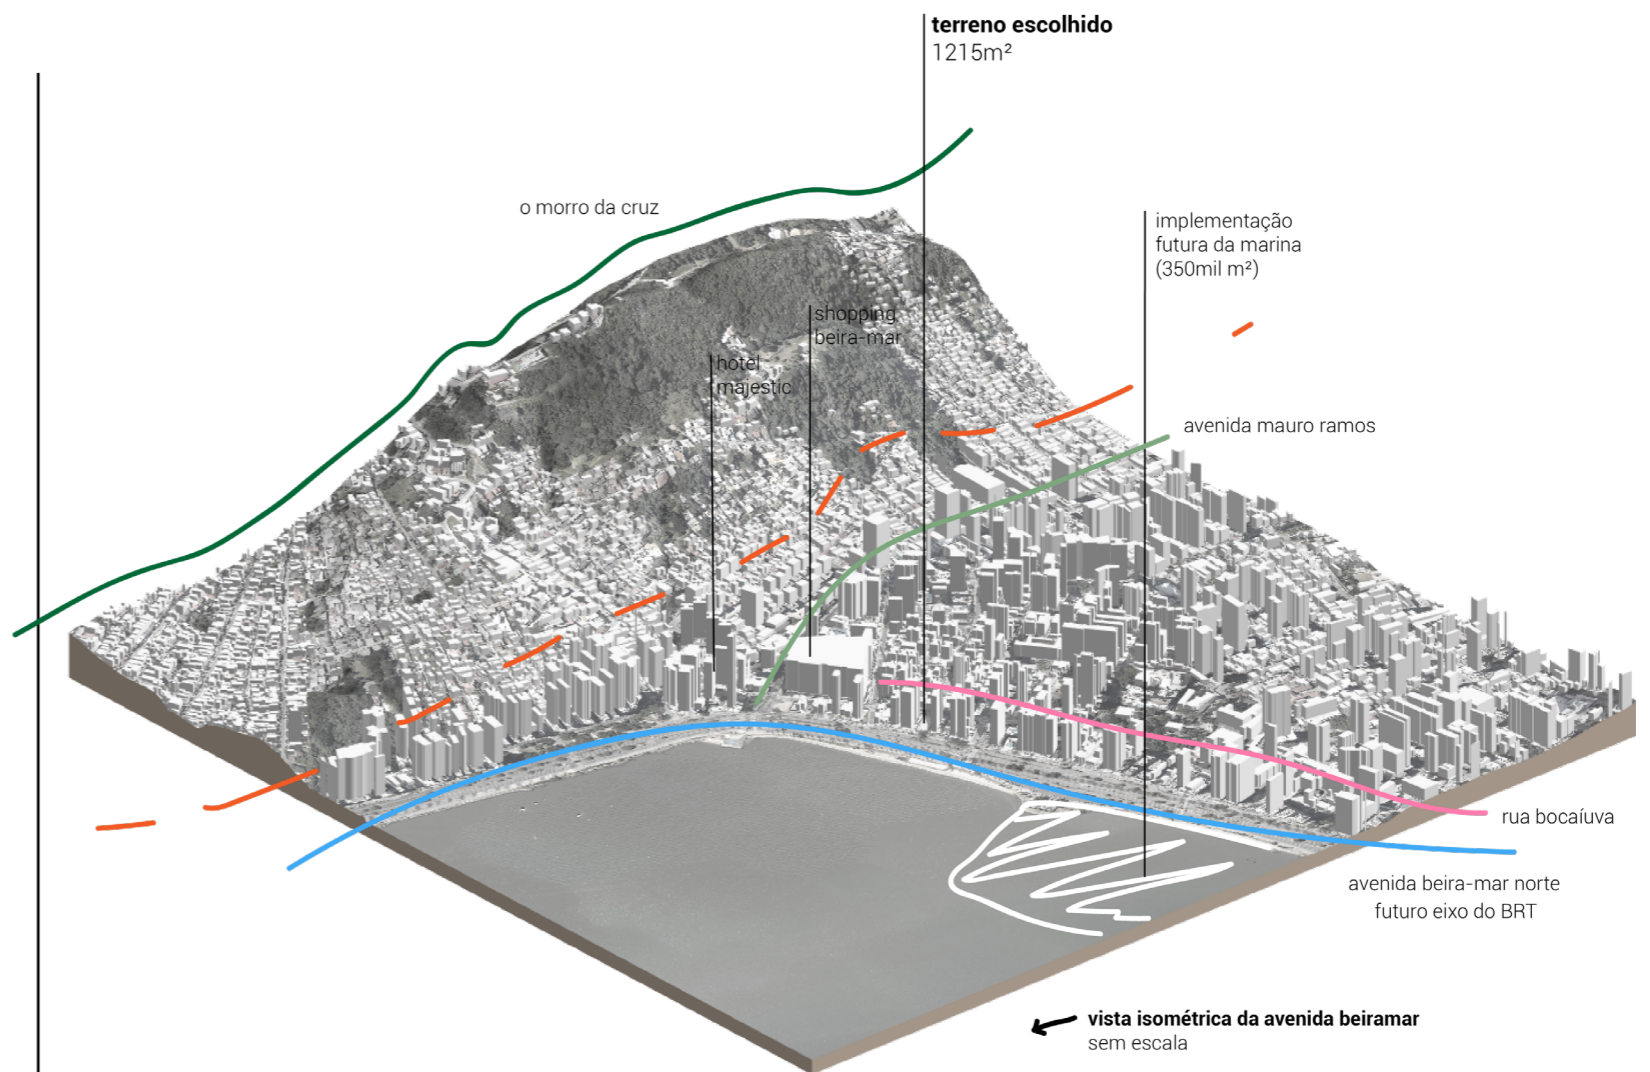 terreno escolhido
1215m²
o morro da cruz
implementação
futura da marina
(350mil m²)
shopping
beira-mar
hotel
majestic
avenida mauro ramos
rua bocaíuva
avenida beira-mar norte
futuro eixo do BRT
vista isométrica da avenida beiramar
sem escala